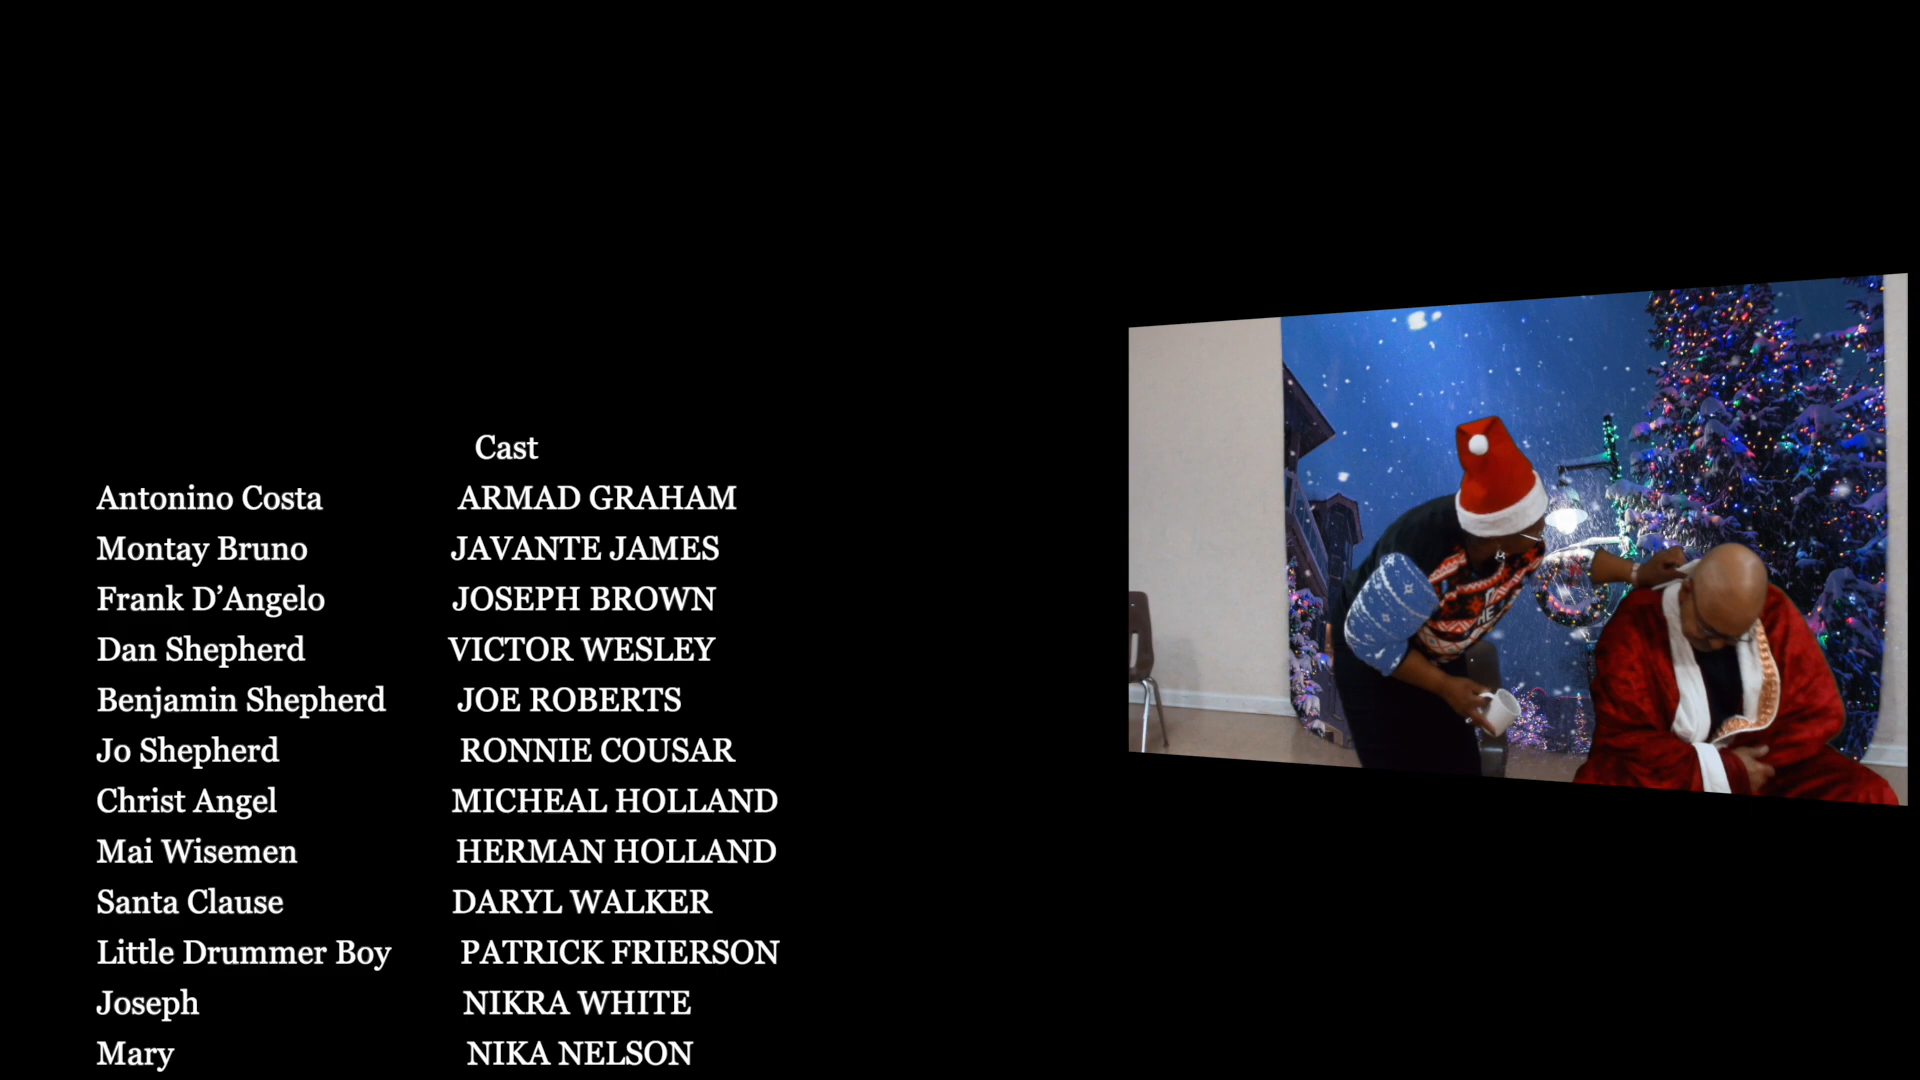 Cast
Antonino Costa ARMAD GRAHAM
Montay Bruno JAVANTE JAMES
Frank D’Angelo JOSEPH BROWN
Dan Shepherd VICTOR WESLEY
Benjamin Shepherd JOE ROBERTS
Jo Shepherd RONNIE COUSAR
Christ Angel MICHEAL HOLLAND
Mai Wisemen HERMAN HOLLAND
Santa Clause DARYL WALKER
Little Drummer Boy PATRICK FRIERSON
Joseph NIKRA WHITE
Mary NIKA NELSON